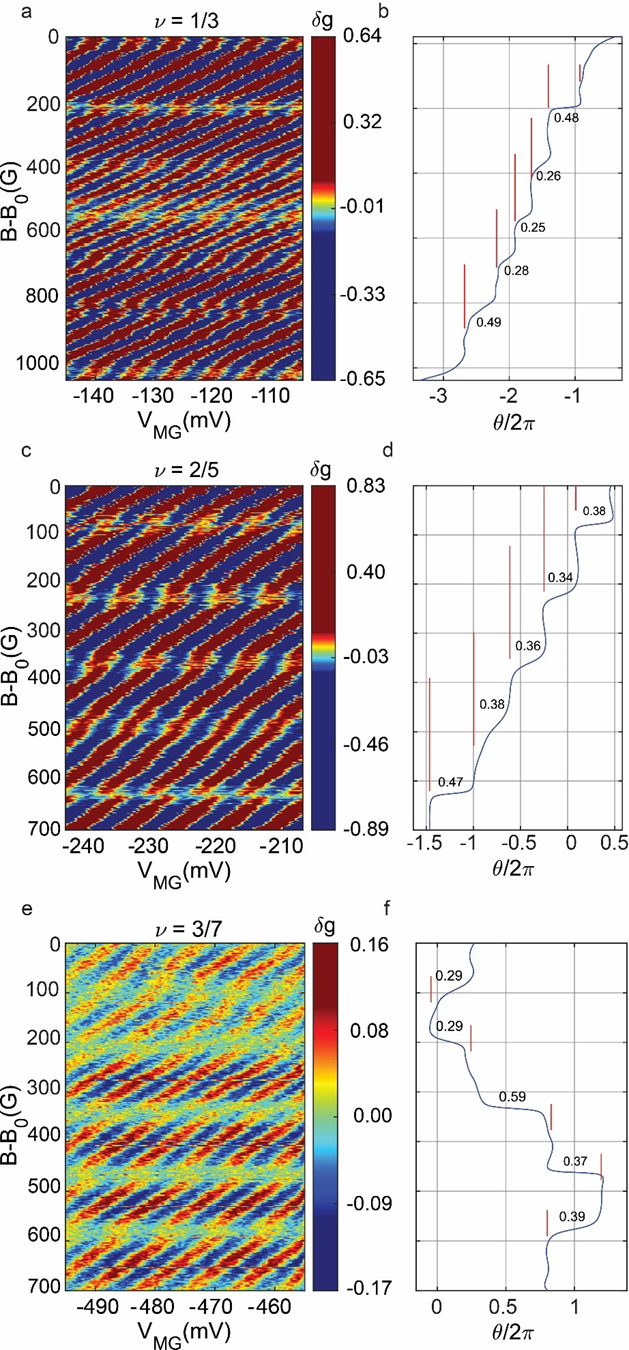 a
ν = 1/3
δg
b
0
200
400
600
800
1000
B-B0(G)
-140 -130 -120 -110
VMG(mV)
0.64
0.32
-0.01
-0.33
-0.65
0.48
0.26
0.25
0.28
0.49
-3 -2 -1
θ/2π
c
ν = 2/5
δg
d
0
100
200
300
400
500
600
700
B-B0(G)
-240 -230 -220 -210
VMG(mV)
0.83
0.40
-0.03
-0.46
-0.89
0.38
0.34
0.36
0.38
0.47
-1.5 -1 -0.5 0 0.5
θ/2π
e
ν = 3/7
δg
f
0
100
200
300
400
500
600
700
B-B0(G)
-490 -480 -470 -460
VMG(mV)
0.16
0.08
0.00
-0.09
-0.17
0.29
0.29
0.59
0.37
0.39
0 0.5 1
θ/2π